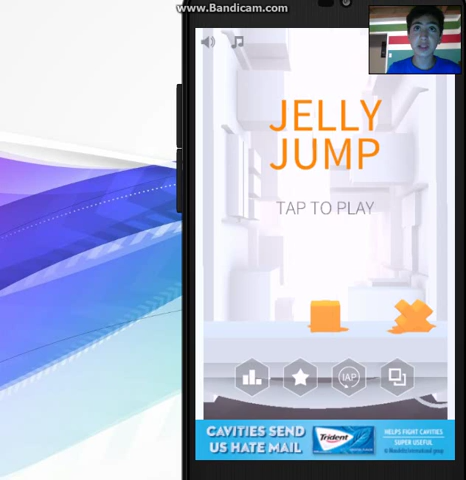 www.Bandicam.com
JELLY
JUMP
TAP TO PLAY
IAP
CAVITIES SEND
US HATE MAIL
Trident
HELPS FIGHT CAVITIES
SUPER USEFUL